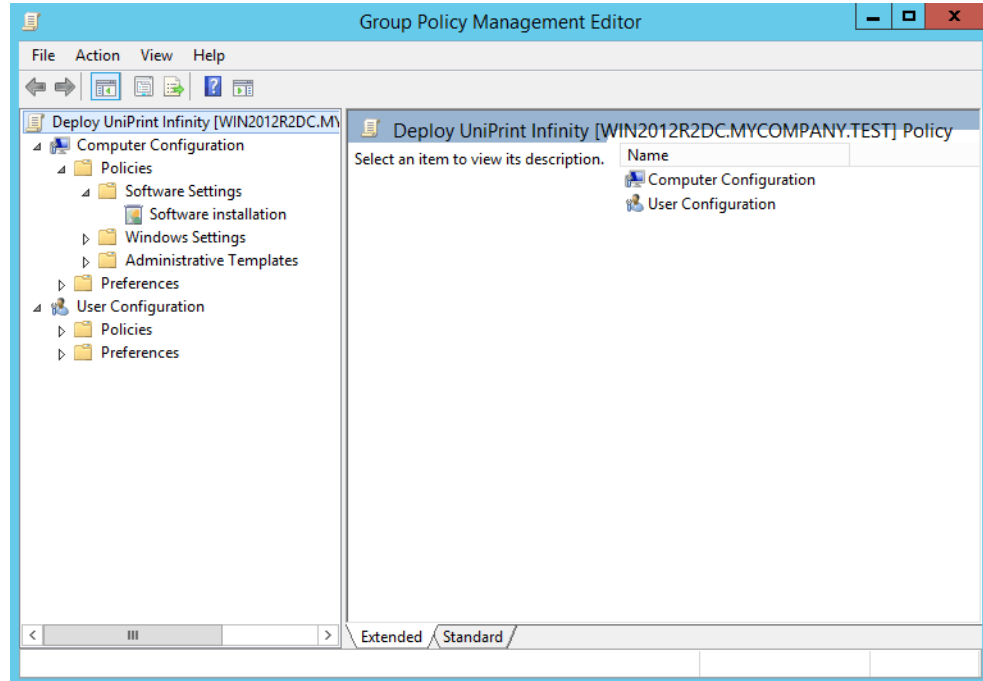 Group Policy Management Editor
File Action View Help
Deploy UniPrint Infinity [WIN2012R2DC.MY
Computer Configuration
Policies
Software Settings
Software installation
Windows Settings
Administrative Templates
Preferences
User Configuration
Policies
Preferences
Deploy UniPrint Infinity [WIN2012R2DC.MYCOMPANY.TEST] Policy
Select an item to view its description.
Name
Computer Configuration
User Configuration
Extended Standard